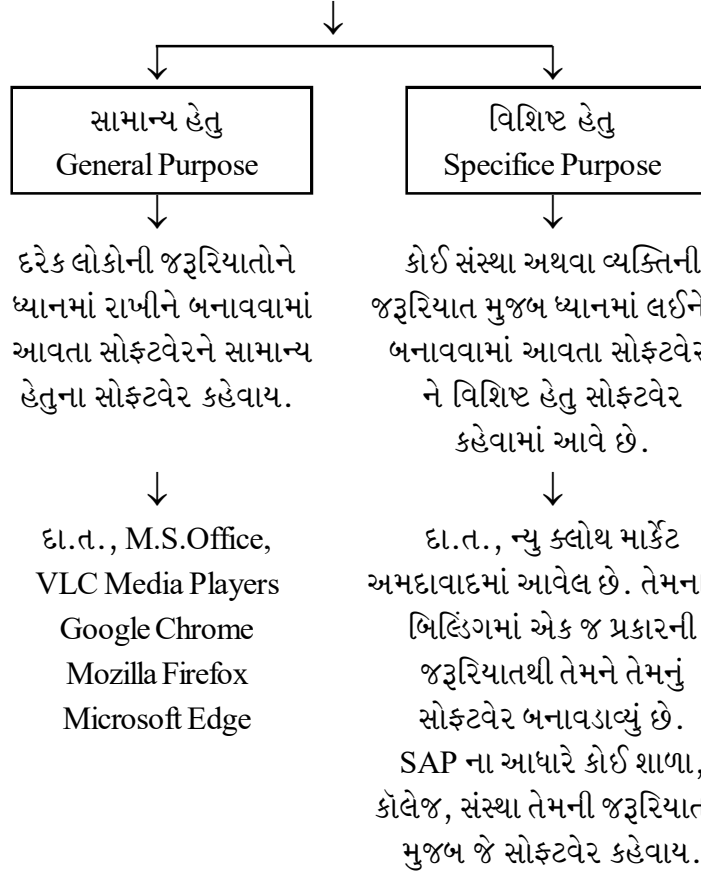 સામાન્ય હેતુ
General Purpose
દરેક લોકોની જરૂરિયાતોને
ધ્યાનમાં રાખીને બનાવવામાં
આવતા સોફ્ટવેરને સામાન્ય
હેતુના સોફ્ટવેર કહેવાય.
દા.ત., M.S.Office,
VLC Media Players
Google Chrome
Mozilla Firefox
Microsoft Edge
વિશિષ્ટ હેતુ
Specifice Purpose
કોઈ સંસ્થા અથવા વ્યક્તિની
જરૂરિયાત મુજબ ધ્યાનમાં લઈને
બનાવવામાં આવતા સોફ્ટવેર
ને વિશિષ્ટ હેતુ સોફ્ટવેર
કહેવામાં આવે છે.
દા.ત., ન્યુ ક્લોથ માર્કેટ
અમદાવાદમાં આવેલ છે. તેમના
બિલ્ડિંગમાં એક જ પ્રકારની
જરૂરિયાતથી તેમને તેમનું
સોફ્ટવેર બનાવડાવ્યું છે.
SAP ના આધારે કોઈ શાળા,
કૉલેજ, સંસ્થા તેમની જરૂરિયાત
મુજબ જે સોફ્ટવેર કહેવાય.